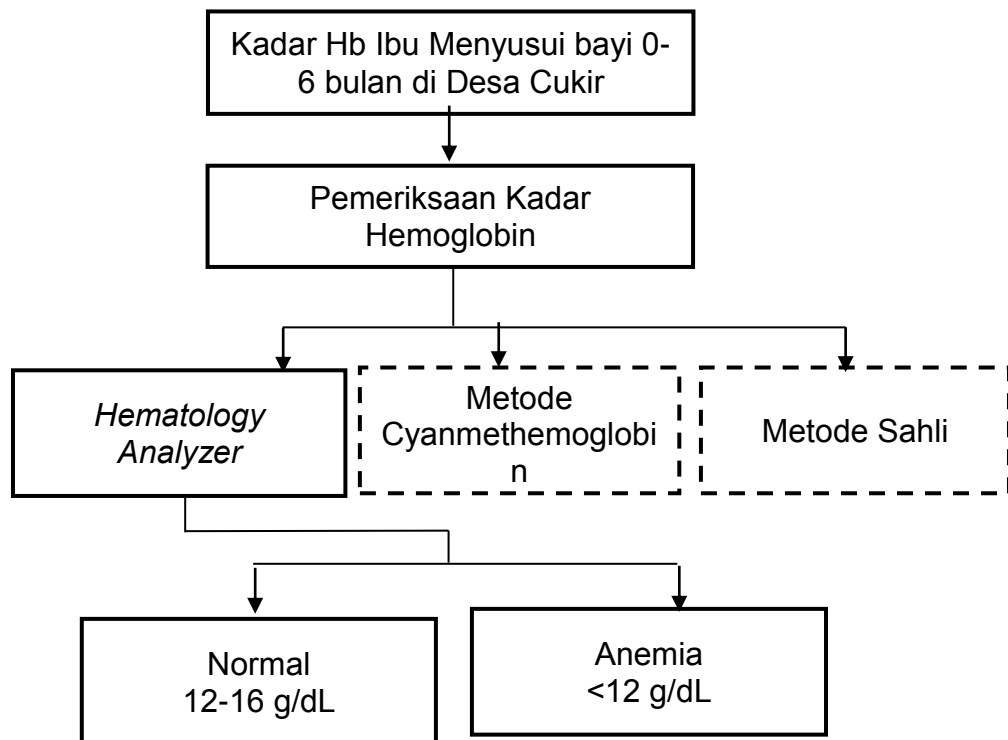 Kadar Hb Ibu Menyusui bayi 0-
6 bulan di Desa Cukir
Pemeriksaan Kadar
Hemoglobin
Hematology
Analyzer
Metode
Cyanmethemoglobi
n
Metode Sahli
Normal
12-16 g/dL
Anemia
<12 g/dL